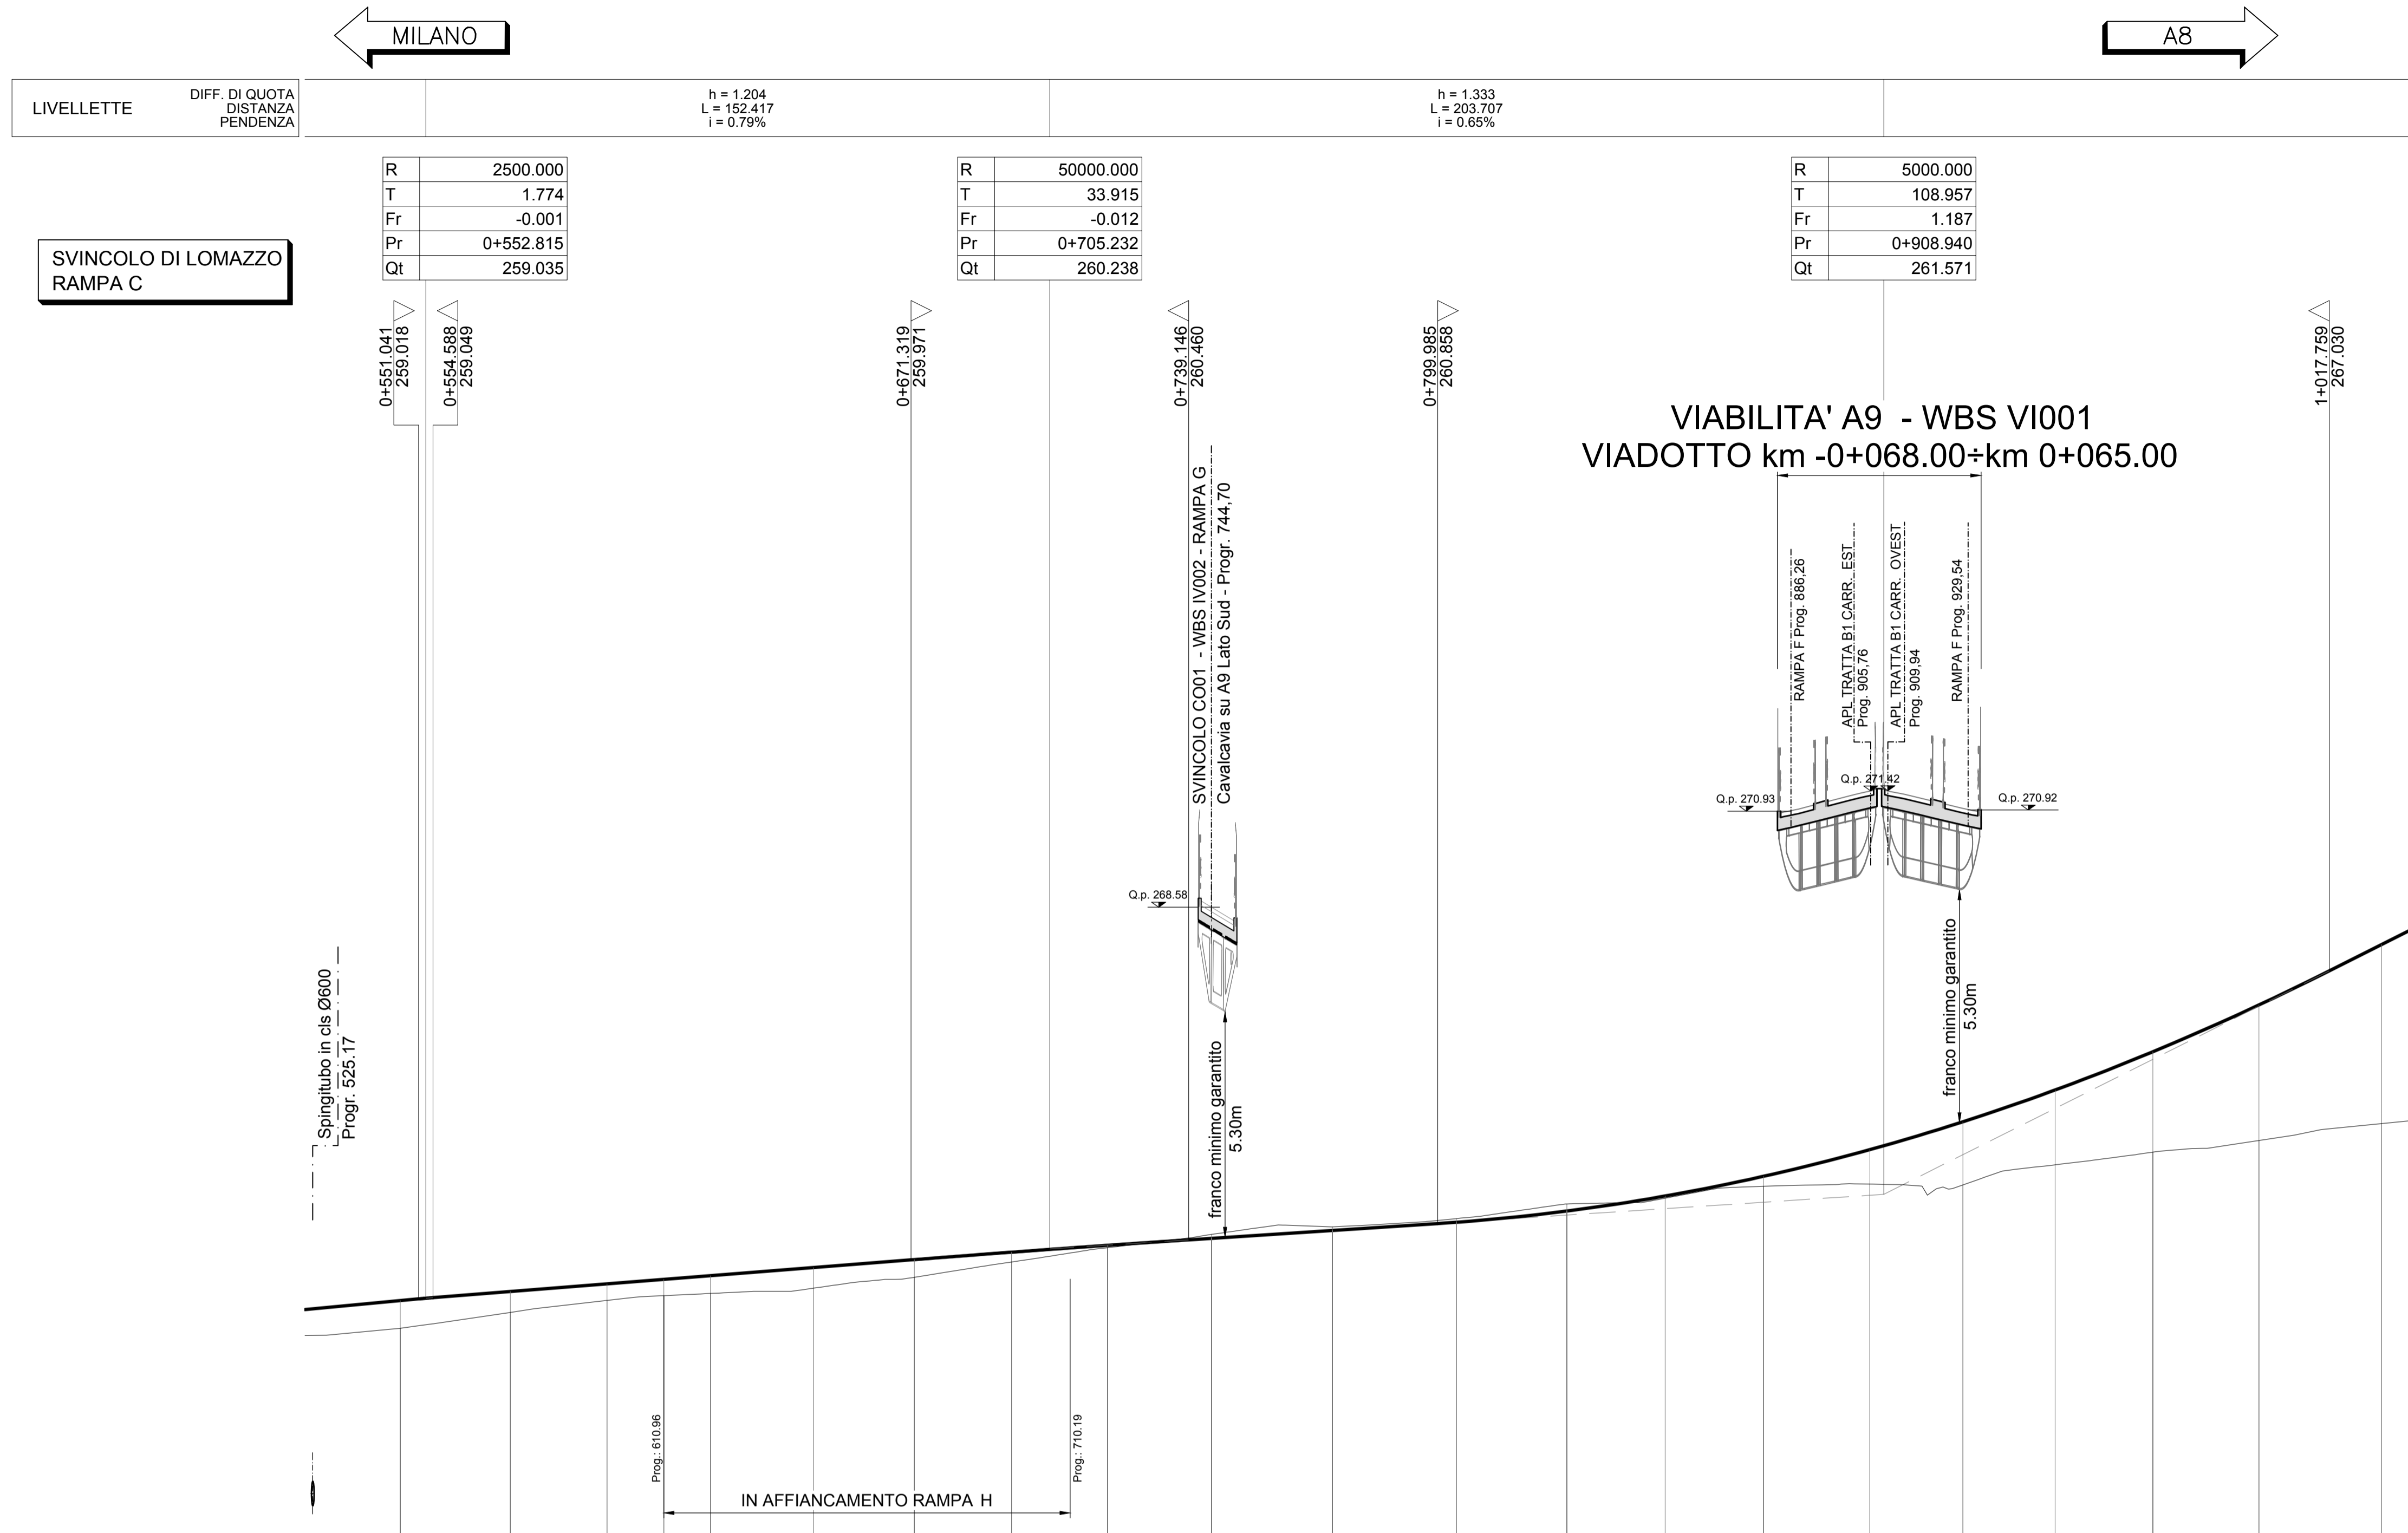 MILANO
A8
LIVELLETTE
DIFF. DI QUOTA
DISTANZA
PENDENZA
h = 1.204
L = 152.417
i = 0.79%
h = 1.333
L = 203.707
i = 0.65%
R 2500.000
T 1.774
Fr -0.001
Pr 0+552.815
Qt 259.035
R 50000.000
T 33.915
Fr -0.012
Pr 0+705.232
Qt 260.238
R 5000.000
T 108.957
Fr 1.187
Pr 0+908.940
Qt 261.571
SVINCOLO DI LOMAZZO
RAMPA C
0+551.041
259.018
0+554.588
259.049
0+671.319
259.971
0+739.146
260.460
0+799.985
260.858
1+017.759
267.030
VIABILITA' A9 - WBS VI001
VIADOTTO km -0+068.00÷km 0+065.00
SVINCOLO CO01 - WBS IV002 - RAMPA G
Cavalcavia su A9 Lato Sud - Progr. 744,70
RAMPA F Prog. 886,26
APL TRATTA B1 CARR. EST
Prog. 905,76
APL TRATTA B1 CARR. OVEST
Prog. 909,94
RAMPA F Prog. 929,54
Q.p. 271.42
Q.p. 270.93
Q.p. 270.92
Q.p. 268.58
franco minimo garantito
5.30m
franco minimo garantito
5.30m
Spingitubo in cls Ø600
Progr. 525.17
Prog.: 610.96
Prog.: 710.19
IN AFFIANCAMENTO RAMPA H